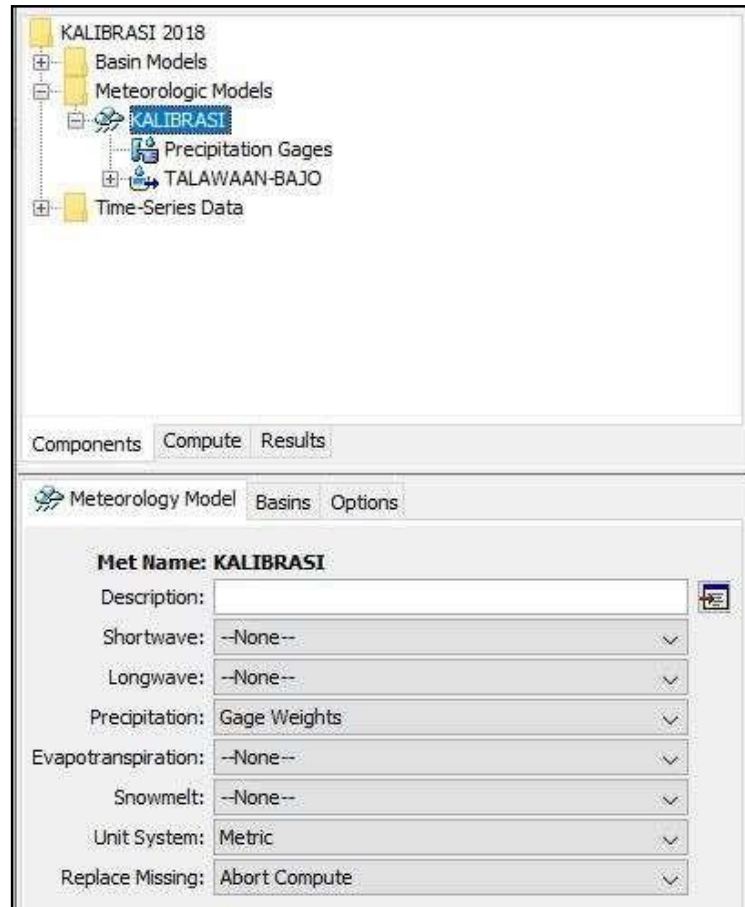 KALIBRASI 2018
Basin Models
Meteorologic Models
KALIBRASI
Precipitation Gages
TALAWAAN-BAJO
Time-Series Data
Components Compute Results
Meteorology Model Basins Options
Met Name: KALIBRASI
Description:
Shortwave: --None--
Longwave: --None--
Precipitation: Gage Weights
Evapotranspiration: --None--
Snowmelt: --None--
Unit System: Metric
Replace Missing: Abort Compute